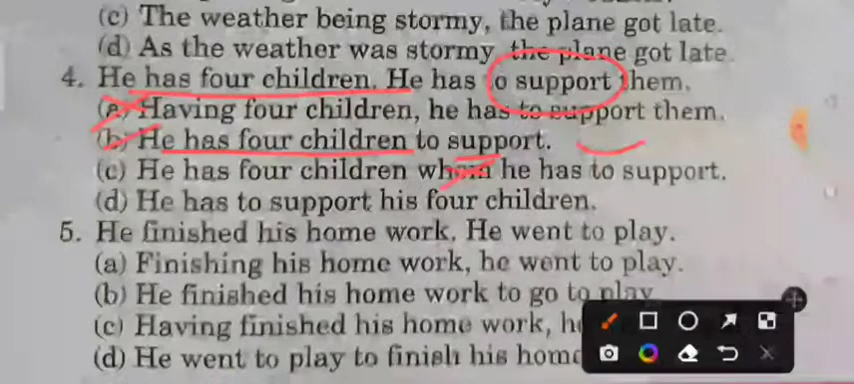 (c) The weather being stormy, the plane got late.
(d) As the weather was stormy the plane got late.
4. He has four children. He has to support them.
(a) Having four children, he has to support them.
(b) He has four children to support.
(c) He has four children whom he has to support.
(d) He has to support his four children.
5. He finished his home work. He went to play.
(a) Finishing his home work, he went to play.
(b) He finished his home work to go to play
(c) Having finished his home work,
(d) He went to play to finish his